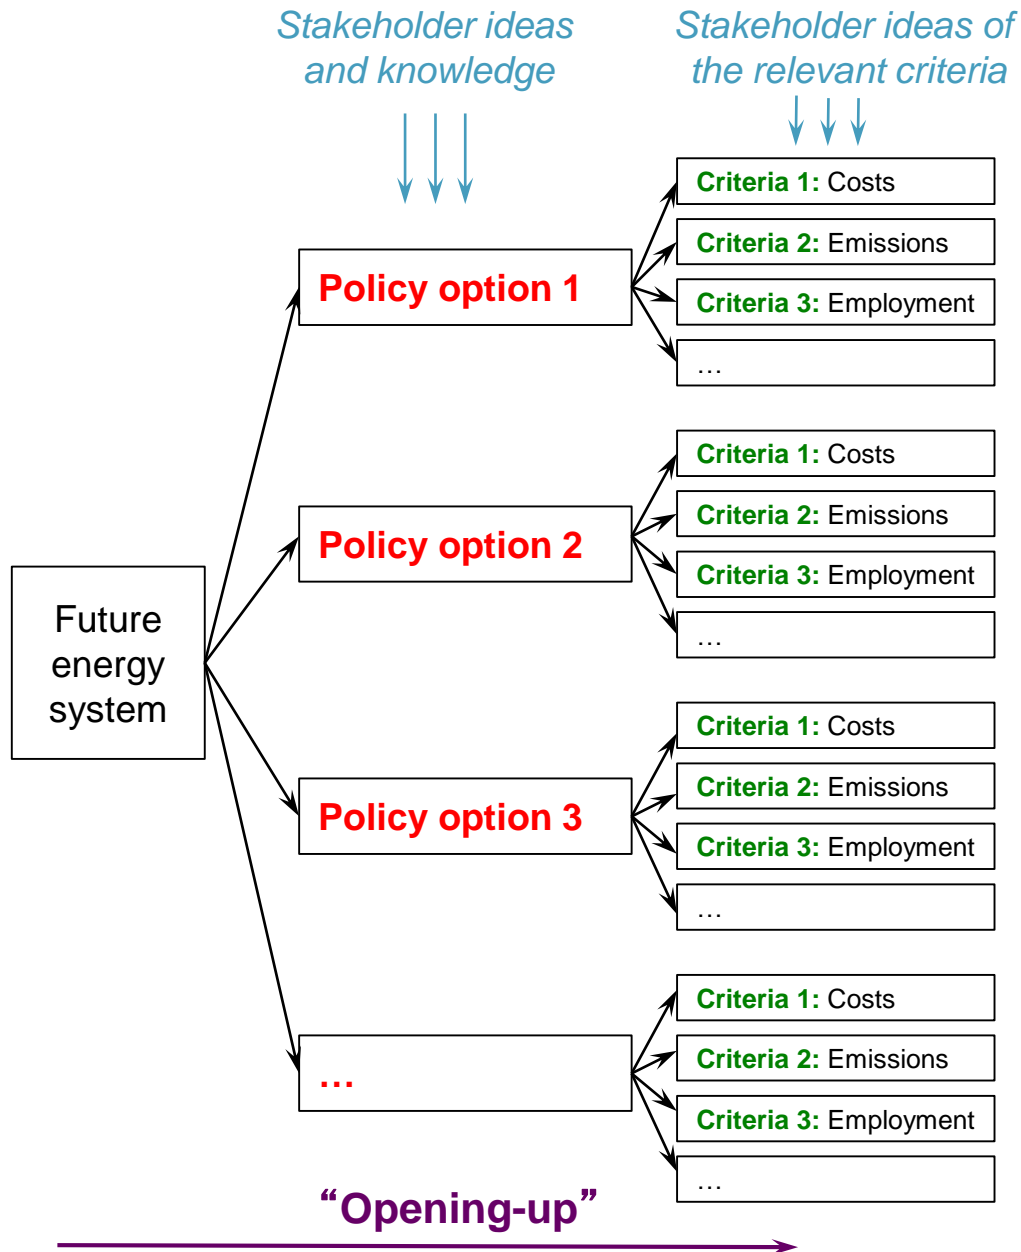 Stakeholder ideas
and knowledge
Stakeholder ideas of
the relevant criteria
Future
energy
system
Policy option 1
Criteria 1: Costs
Criteria 2: Emissions
Criteria 3: Employment
…
Policy option 2
Criteria 1: Costs
Criteria 2: Emissions
Criteria 3: Employment
…
Policy option 3
Criteria 1: Costs
Criteria 2: Emissions
Criteria 3: Employment
…
…
Criteria 1: Costs
Criteria 2: Emissions
Criteria 3: Employment
…
“Opening-up”